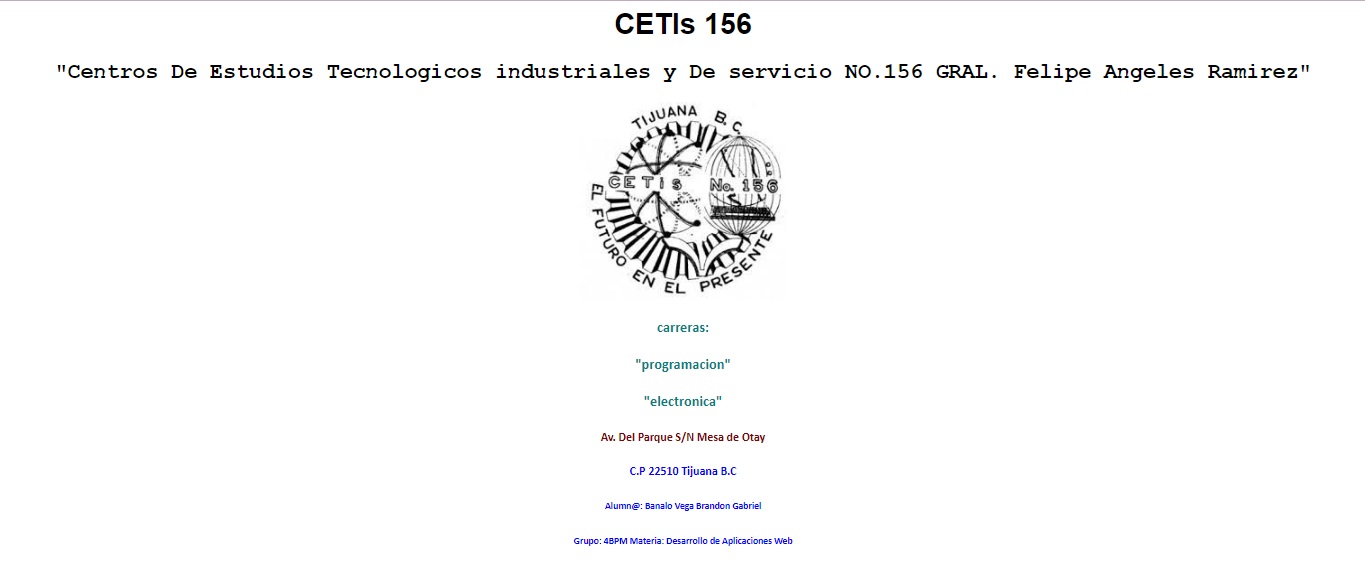 CETIs 156
"Centros De Estudios Tecnologicos industriales y De servicio NO.156 GRAL. Felipe Angeles Ramirez"
TIJUANA B.C.
CETIS No. 156
EL FUTURO EN EL PRESENTE
carreras:
"programacion"
"electronica"
Av. Del Parque S/N Mesa de Otay
C.P 22510 Tijuana B.C
Alumn@: Banalo Vega Brandon Gabriel
Grupo: 4BPM Materia: Desarrollo de Aplicaciones Web